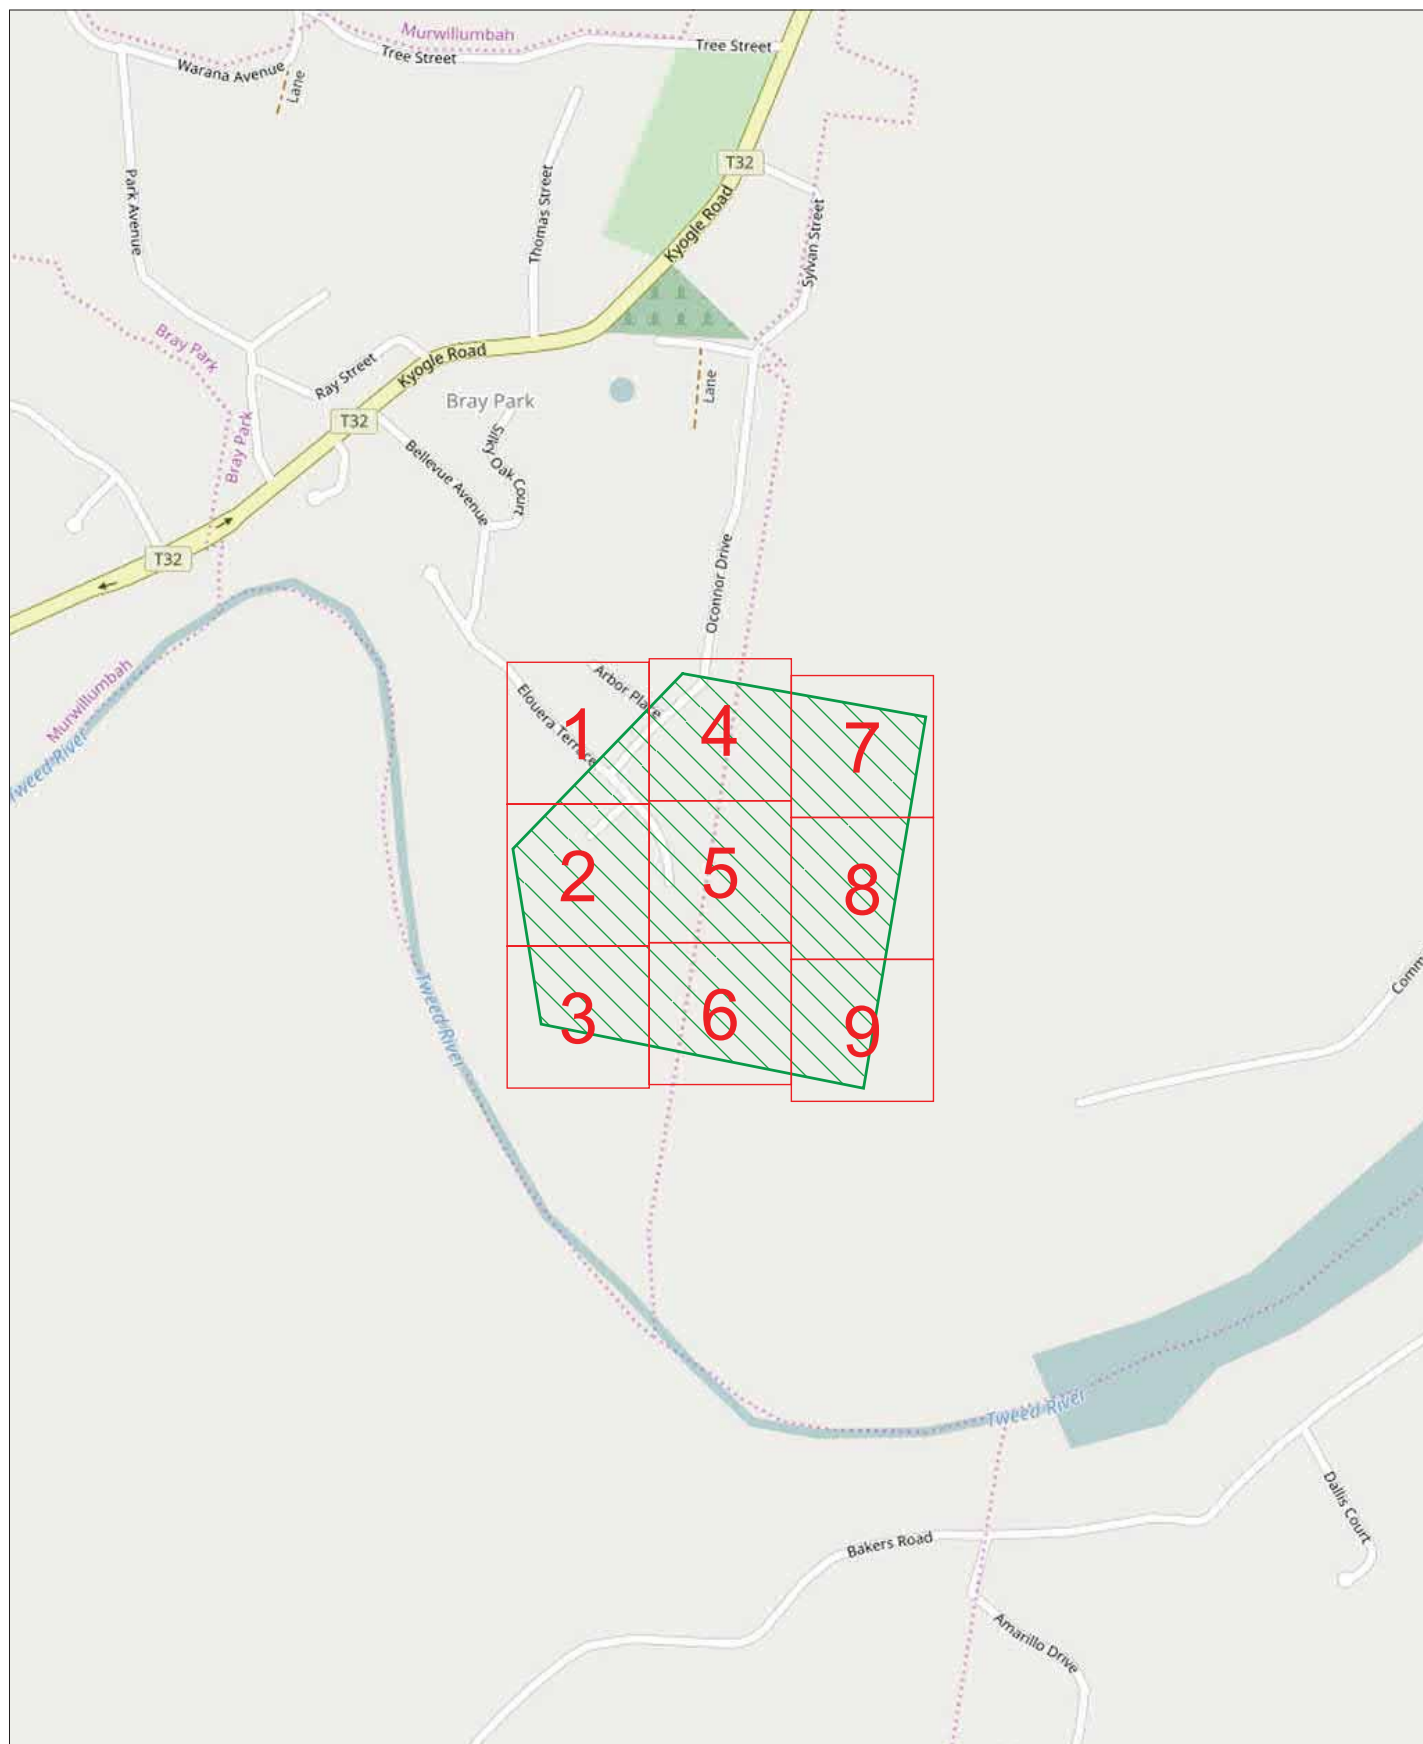 Murwillumbah
Tree Street
Tree Street
Warana Avenue
Lane
T32
Park Avenue
Thomas Street
Kyogle Road
Sylvan Street
Bray Park
Ray Street
Kyogle Road
Lane
Bray Park
T32
Bray Park
Silky Oak Court
Bellevue Avenue
T32
Oconnor Drive
Murwillumbah
Tweed River
Arbor Place
Elouera Terrace
1
4
7
2
5
8
3
6
9
Tweed River
Comm
Tweed River
Dallis Court
Bakers Road
Amarillo Drive